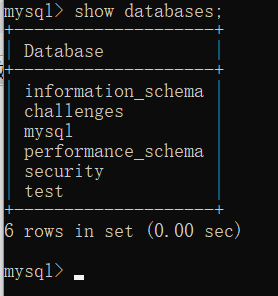 mysql> show databases;
+--------------------+
| Database           |
+--------------------+
| information_schema |
| challenges         |
| mysql              |
| performance_schema |
| security           |
| test               |
+--------------------+
6 rows in set (0.00 sec)
mysql>